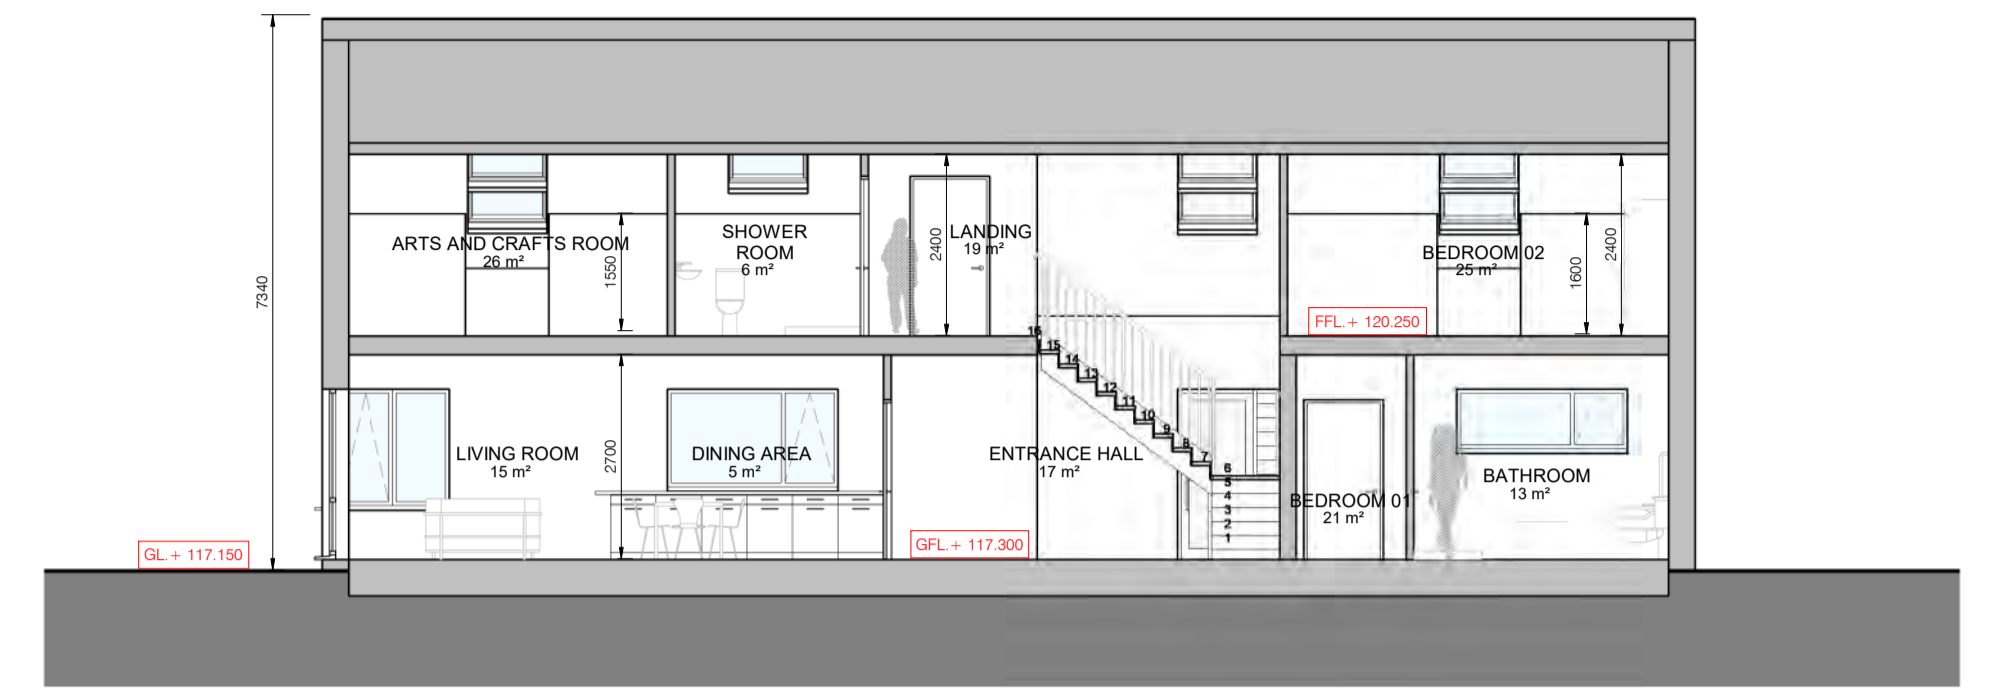 7340
ARTS AND CRAFTS ROOM
26 m²
1550
SHOWER
ROOM
6 m²
2400
LANDING
19 m²
BEDROOM 02
25 m²
1600
2400
FFL.+ 120.250
16
15
14
13
12
11
10
9
8
7
6
5
4
3
2
1
LIVING ROOM
15 m²
2700
DINING AREA
5 m²
ENTRANCE HALL
17 m²
BEDROOM 01
21 m²
BATHROOM
13 m²
GL.+ 117.150
GFL.+ 117.300